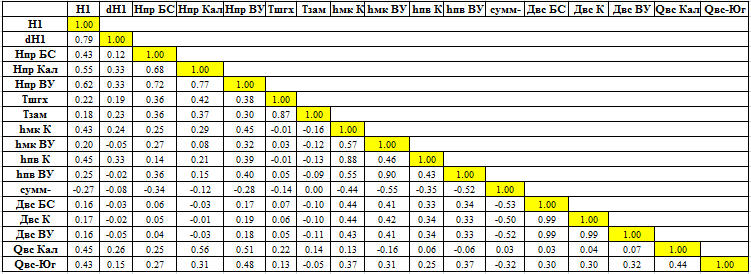 H1 dH1 Hпр БС Hпр Кал Hпр ВУ Тшгх Тзам hмк К hмк ВУ hпв К hпв ВУ сумм- Двс БС Двс К Двс ВУ Qвс Кал Qвс-Юг
H1 1.00
dH1 0.79 1.00
Hпр БС 0.43 0.12 1.00
Hпр Кал 0.55 0.33 0.68 1.00
Hпр ВУ 0.62 0.33 0.72 0.77 1.00
Тшгх 0.22 0.19 0.36 0.42 0.38 1.00
Тзам 0.18 0.23 0.36 0.37 0.30 0.87 1.00
hмк К 0.43 0.24 0.25 0.29 0.45 -0.01 -0.16 1.00
hмк ВУ 0.20 -0.05 0.27 0.08 0.32 0.03 -0.12 0.57 1.00
hпв К 0.45 0.33 0.14 0.21 0.39 -0.01 -0.13 0.88 0.46 1.00
hпв ВУ 0.25 -0.02 0.36 0.15 0.40 0.05 -0.09 0.55 0.90 0.43 1.00
сумм- -0.27 -0.08 -0.34 -0.12 -0.28 -0.14 0.00 -0.44 -0.55 -0.35 -0.52 1.00
Двс БС 0.16 -0.03 0.06 -0.03 0.17 0.07 -0.10 0.44 0.41 0.33 0.34 -0.53 1.00
Двс К 0.17 -0.02 0.05 -0.01 0.19 0.06 -0.10 0.44 0.42 0.34 0.33 -0.50 0.99 1.00
Двс ВУ 0.16 -0.05 0.04 -0.03 0.18 0.05 -0.11 0.43 0.41 0.34 0.33 -0.52 0.99 0.99 1.00
Qвс Кал 0.45 0.26 0.25 0.56 0.51 0.22 0.14 0.13 -0.16 0.06 -0.06 0.03 0.03 0.04 0.07 1.00
Qвс-Юг 0.43 0.15 0.27 0.31 0.48 0.13 -0.05 0.37 0.31 0.25 0.37 -0.32 0.30 0.30 0.32 0.44 1.00